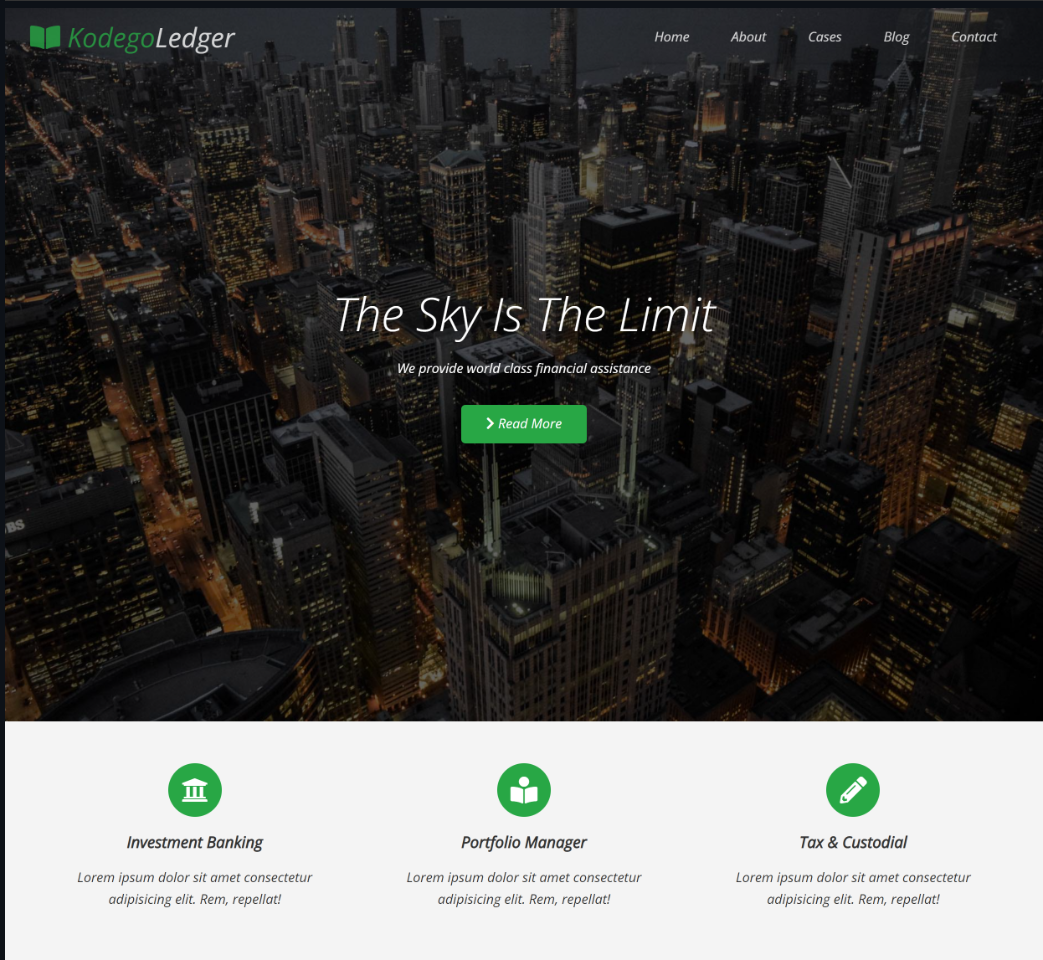 KodegoLedger
Home About Cases Blog Contact
The Sky Is The Limit
We provide world class financial assistance
Read More
BS
Investment Banking
Portfolio Manager
Tax & Custodial
Lorem ipsum dolor sit amet consectetur
adipisicing elit. Rem, repellat!
Lorem ipsum dolor sit amet consectetur
adipisicing elit. Rem, repellat!
Lorem ipsum dolor sit amet consectetur
adipisicing elit. Rem, repellat!